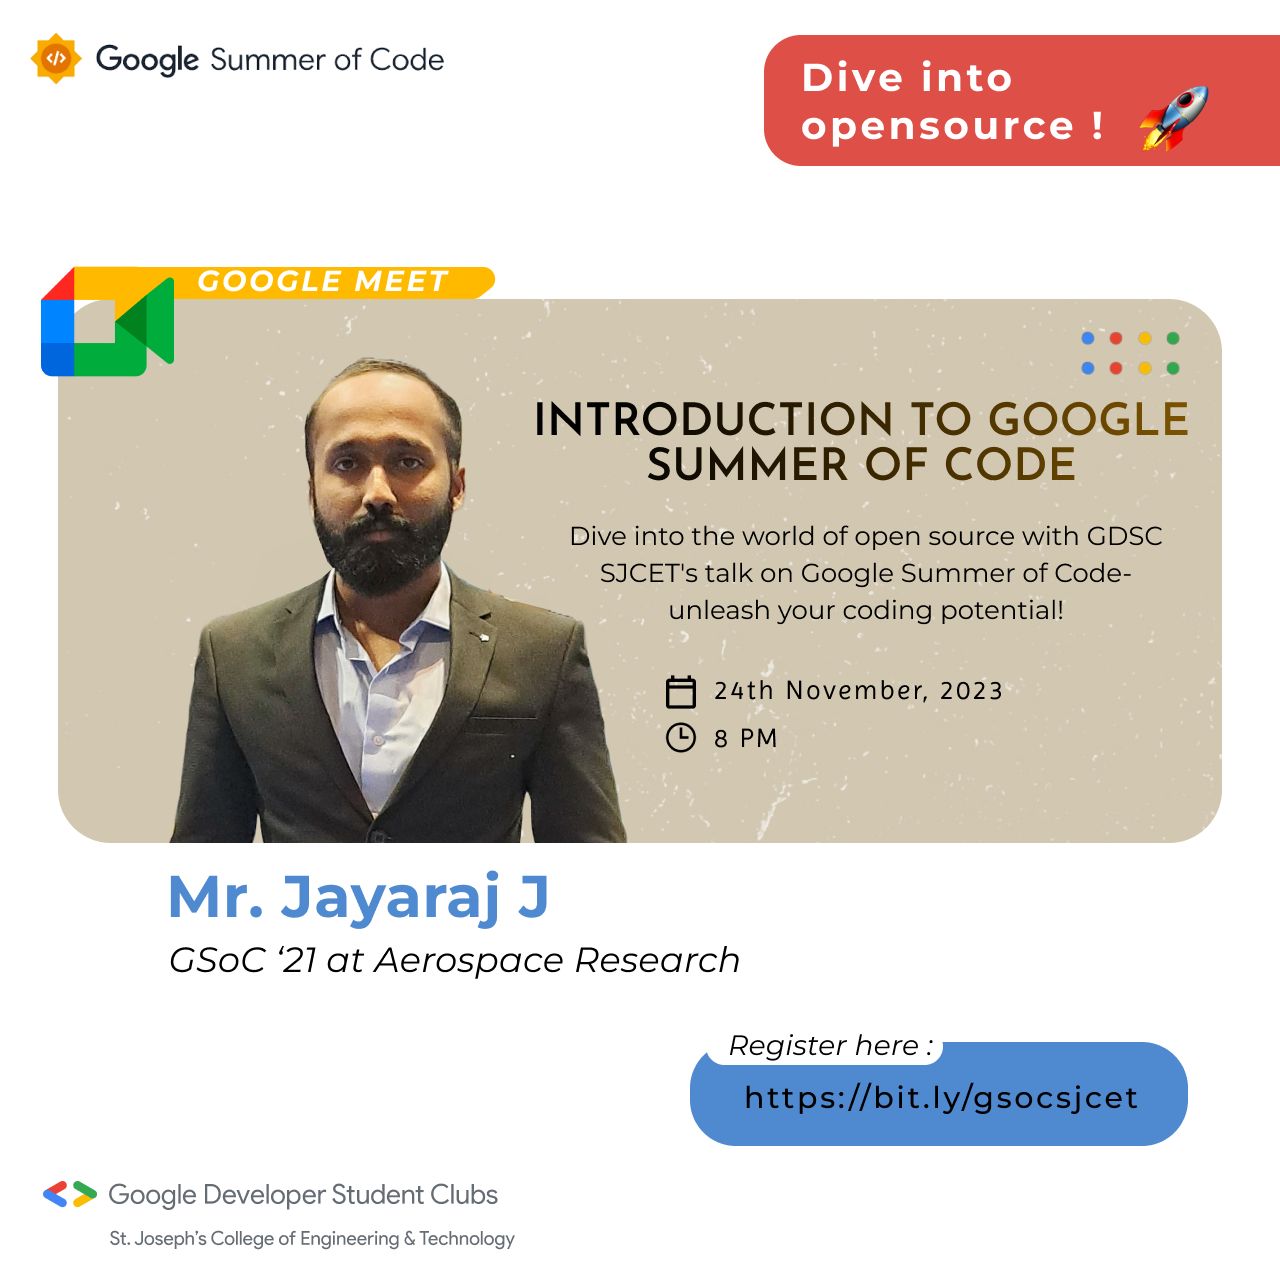 Google Summer of Code
Dive into
opensource !
GOOGLE MEET
INTRODUCTION TO GOOGLE
SUMMER OF CODE
Dive into the world of open source with GDSC
SJCET's talk on Google Summer of Code-
unleash your coding potential!
24th November, 2023
8 PM
Mr. Jayaraj J
GSoC ‘21 at Aerospace Research
Register here :
https://bit.ly/gsocsjcet
Google Developer Student Clubs
St. Joseph’s College of Engineering & Technology